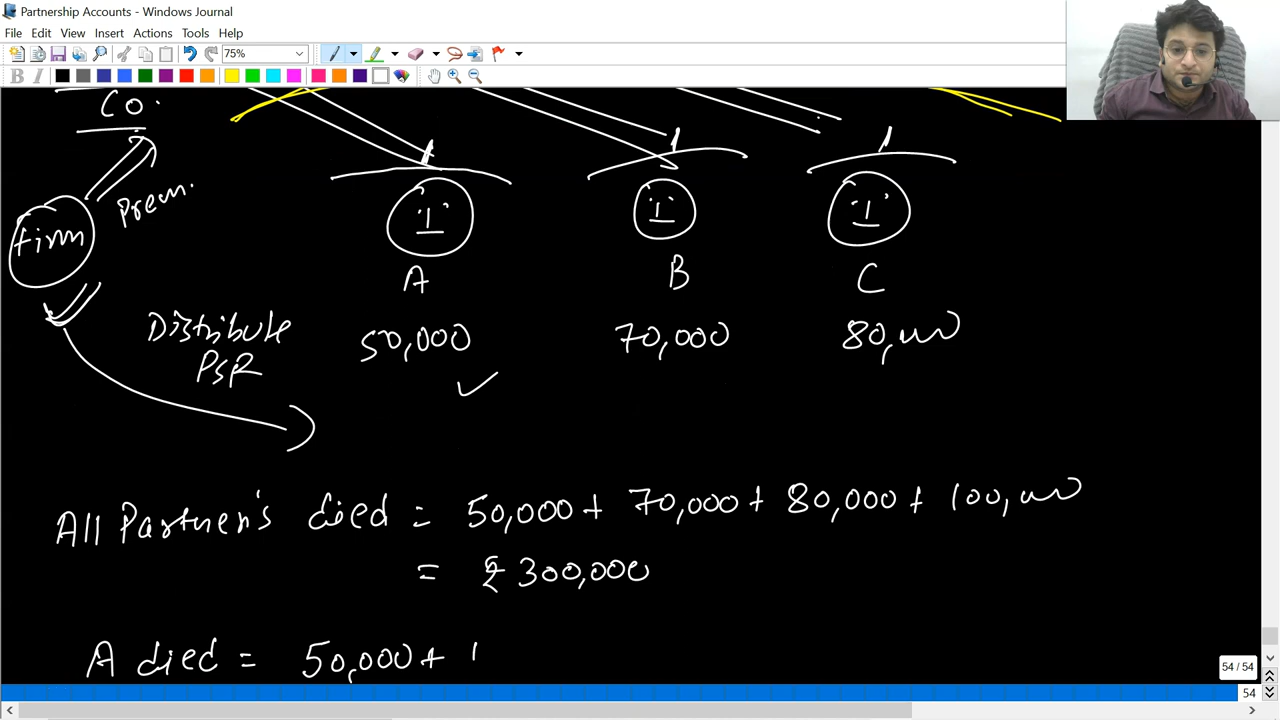 Partnership Accounts - Windows Journal
File Edit View Insert Actions Tools Help
75%
B I
Co.
Prem.
Firm
A B C
Distribute 50,000 70,000 80,000
PSR
All Partner's died = 50,000 + 70,000 + 80,000 + 100,000
= ₹ 300,000
A died = 50,000 + 1
54 / 54
54